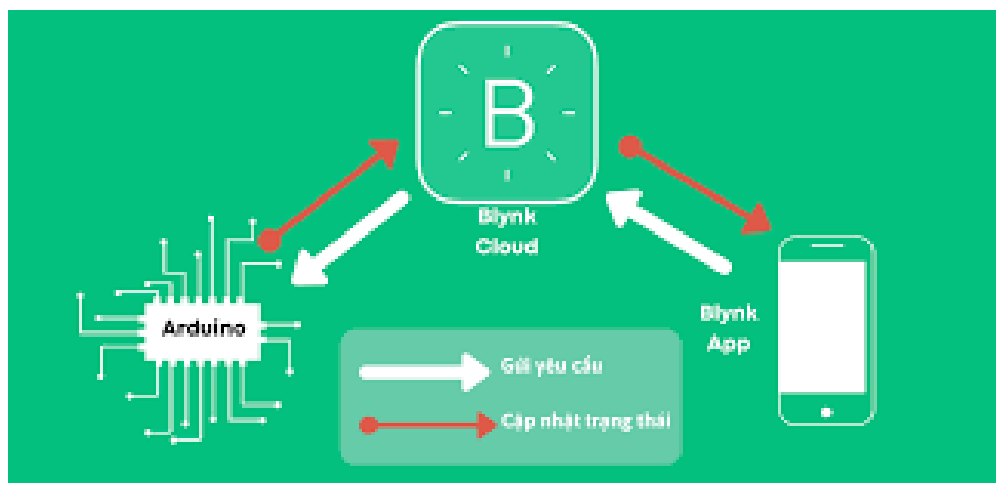 B
Blynk
Cloud
Arduino
Blynk
App
Gửi yêu cầu
Cập nhật trạng thái